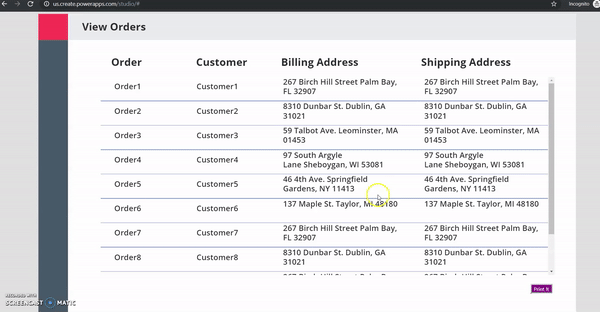 us.create.powerapps.com/studio/#
Incognito
View Orders
Order Customer Billing Address Shipping Address
Order1 Customer1 267 Birch Hill Street Palm Bay, 267 Birch Hill Street Palm Bay,
FL 32907 FL 32907
Order2 Customer2 8310 Dunbar St. Dublin, GA 8310 Dunbar St. Dublin, GA
31021 31021
Order3 Customer3 59 Talbot Ave. Leominster, MA 59 Talbot Ave. Leominster, MA
01453 01453
Order4 Customer4 97 South Argyle 97 South Argyle
Lane Sheboygan, WI 53081 Lane Sheboygan, WI 53081
Order5 Customer5 46 4th Ave. Springfield 46 4th Ave. Springfield
Gardens, NY 11413 Gardens, NY 11413
Order6 Customer6 137 Maple St. Taylor, MI 48180 137 Maple St. Taylor, MI 48180
Order7 Customer7 267 Birch Hill Street Palm Bay, 267 Birch Hill Street Palm Bay,
FL 32907 FL 32907
Order8 Customer8 8310 Dunbar St. Dublin, GA 8310 Dunbar St. Dublin, GA
31021 31021
Print It
RECORDED WITH
SCREENCAST MATIC